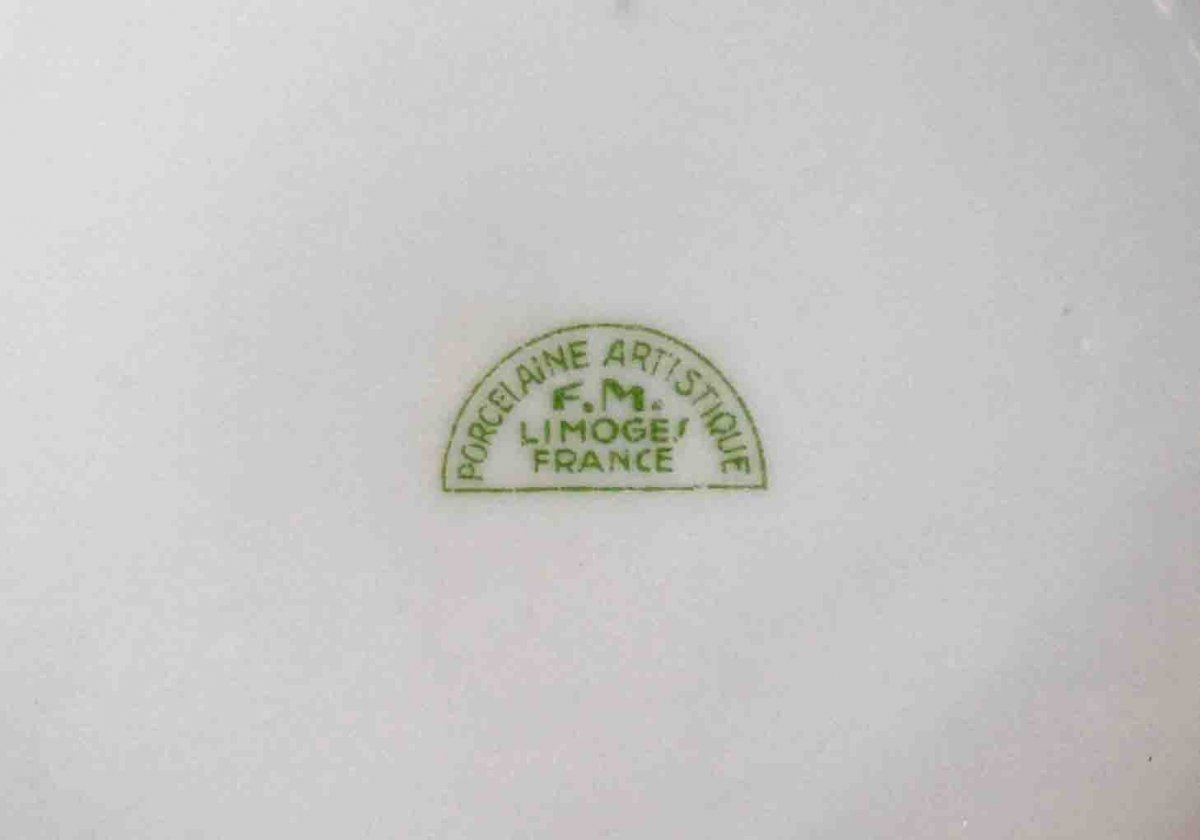 PORCELAINE ARTISTIQUE
F.M.
LIMOGES
FRANCE